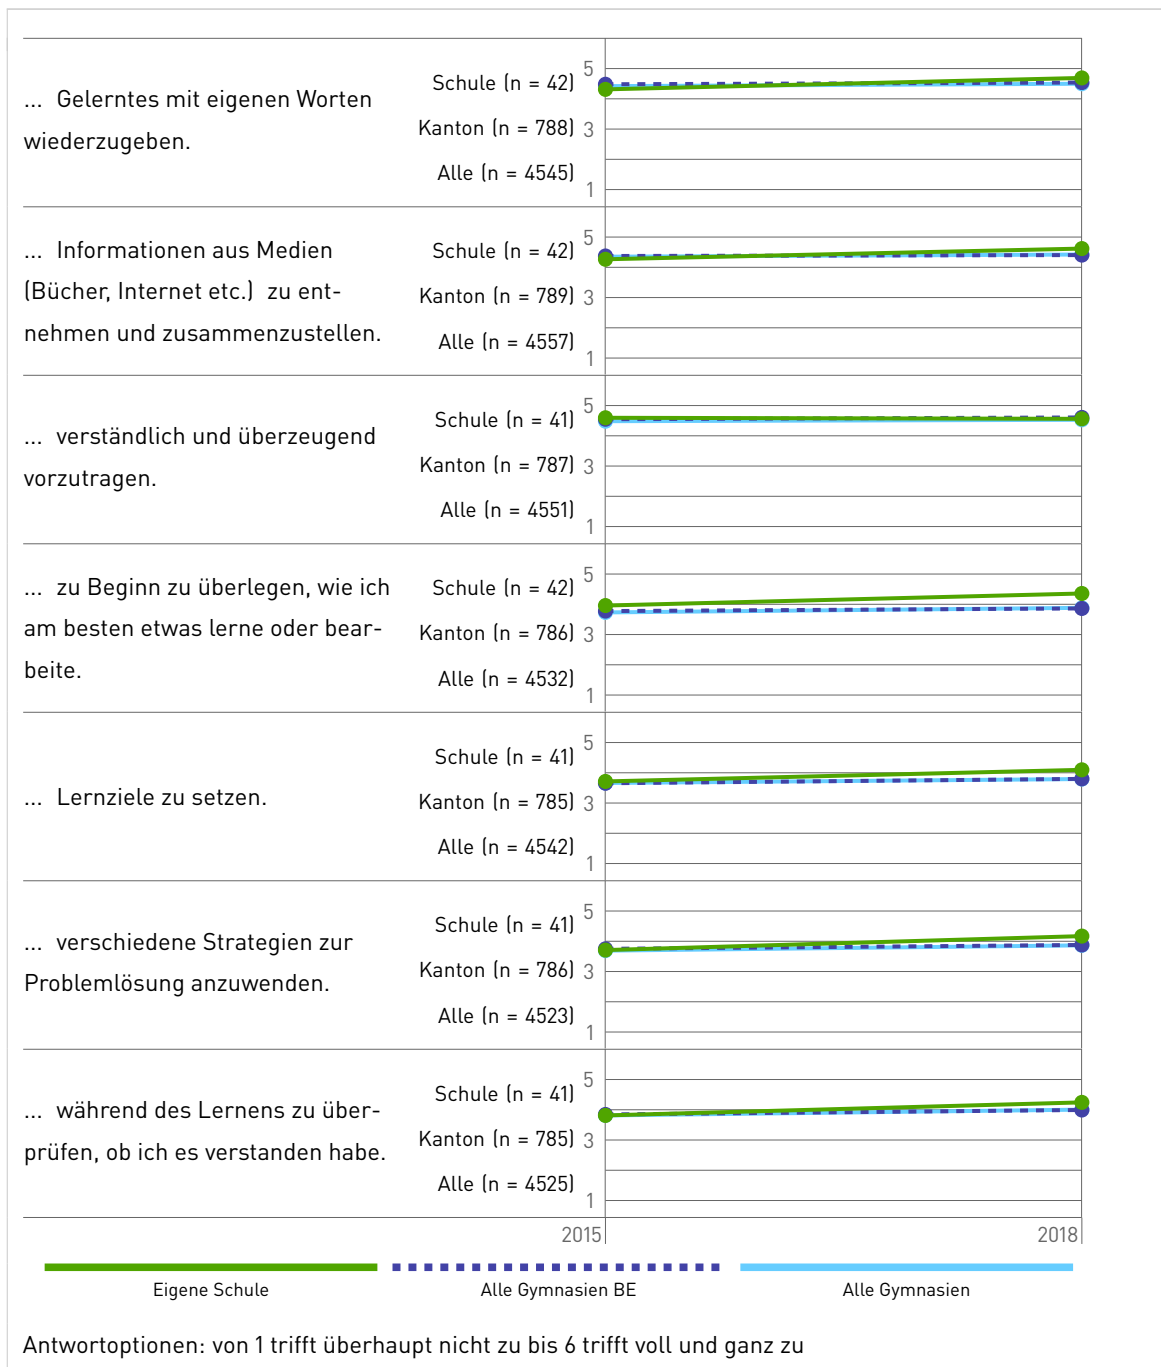 ... Gelerntes mit eigenen Worten
wiederzugeben.
Schule (n = 42)
Kanton (n = 788)
Alle (n = 4545)
5
3
1
... Informationen aus Medien
(Bücher, Internet etc.) zu ent-
nehmen und zusammenzustellen.
Schule (n = 42)
Kanton (n = 789)
Alle (n = 4557)
5
3
1
... verständlich und überzeugend
vorzutragen.
Schule (n = 41)
Kanton (n = 787)
Alle (n = 4551)
5
3
1
... zu Beginn zu überlegen, wie ich
am besten etwas lerne oder bear-
beite.
Schule (n = 42)
Kanton (n = 786)
Alle (n = 4532)
5
3
1
... Lernziele zu setzen.
Schule (n = 41)
Kanton (n = 785)
Alle (n = 4542)
5
3
1
... verschiedene Strategien zur
Problemlösung anzuwenden.
Schule (n = 41)
Kanton (n = 786)
Alle (n = 4523)
5
3
1
... während des Lernens zu über-
prüfen, ob ich es verstanden habe.
Schule (n = 41)
Kanton (n = 785)
Alle (n = 4525)
5
3
1
2015 2018
Eigene Schule Alle Gymnasien BE Alle Gymnasien
Antwortoptionen: von 1 trifft überhaupt nicht zu bis 6 trifft voll und ganz zu